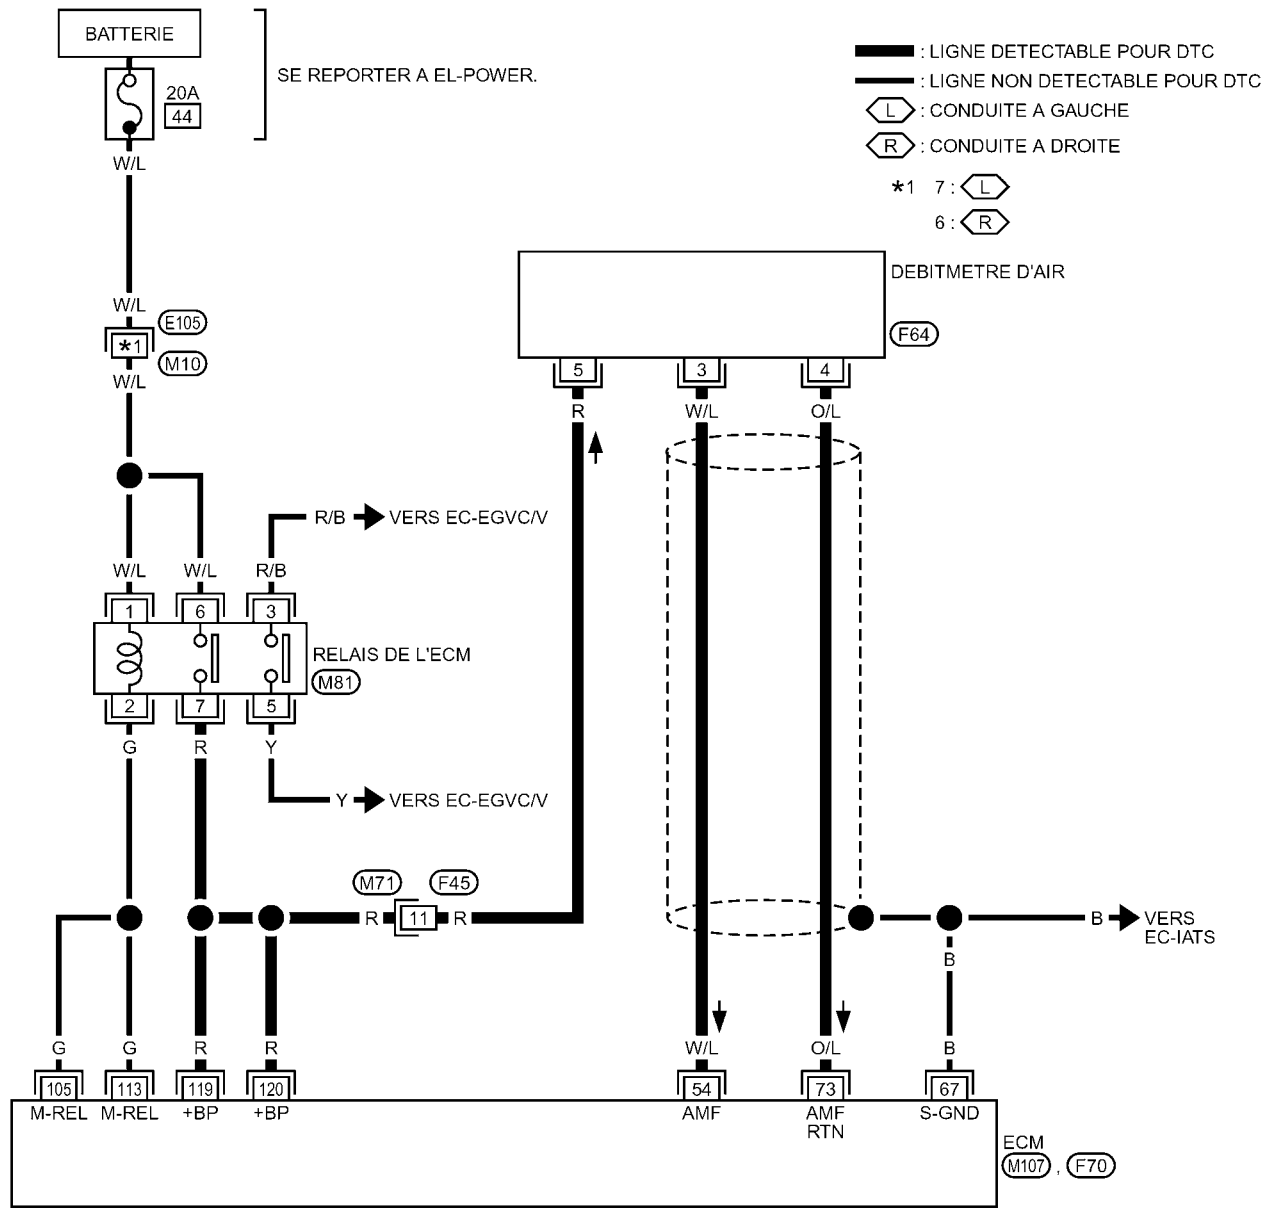 BATTERIE
20A
44
SE REPORTER A EL-POWER.
: LIGNE DETECTABLE POUR DTC
: LIGNE NON DETECTABLE POUR DTC
L : CONDUITE A GAUCHE
R : CONDUITE A DROITE
*1 7 : L
6 : R
W/L
W/L
E105
*1
M10
W/L
DEBITMETRE D'AIR
F64
5 3 4
R W/L O/L
R/B VERS EC-EGVC/V
W/L W/L R/B
1 6 3
RELAIS DE L'ECM
M81
2 7 5
G R Y
Y VERS EC-EGVC/V
M71 F45
R 11 R
B VERS
EC-IATS
B
G G R R W/L O/L B
105 113 119 120 54 73 67
M-REL M-REL +BP +BP AMF AMF S-GND
RTN
ECM
M107 , F70